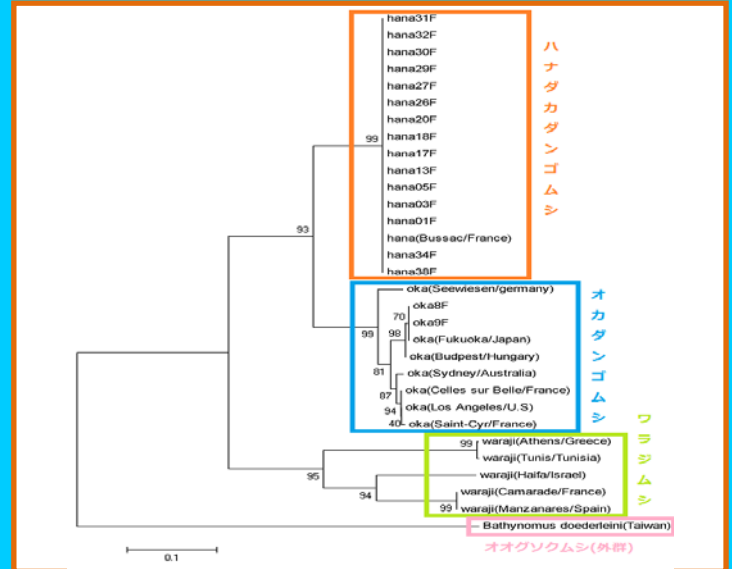 hana31F
hana32F
hana30F
hana29F
hana27F
hana26F
hana20F
hana18F
hana17F
hana13F
hana05F
hana03F
hana01F
hana(Bussac/France)
hana34F
hana38F
99
93
ハナダカダンゴムシ
oka(Seewiesen/germany)
oka8F
oka9F
oka(Fukuoka/Japan)
oka(Budpest/Hungary)
oka(Sydney/Australia)
oka(Celles sur Belle/France)
oka(Los Angeles/U.S)
oka(Saint-Cyr/France)
70
98
99
81
87
94
40
オカダンゴムシ
waraji(Athens/Greece)
waraji(Tunis/Tunisia)
waraji(Haifa/Israel)
waraji(Camarade/France)
waraji(Manzanares/Spain)
99
95
94
99
ワラジムシ
Bathynomus doederleini(Taiwan)
オオグソクムシ(外群)
0.1